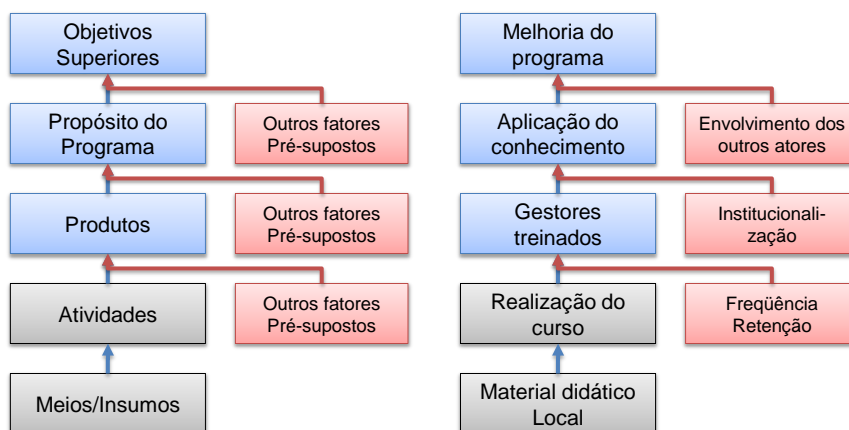 Objetivos
Superiores
Propósito do
Programa
Outros fatores
Pré-supostos
Produtos
Outros fatores
Pré-supostos
Atividades
Outros fatores
Pré-supostos
Meios/Insumos
Melhoria do
programa
Aplicação do
conhecimento
Envolvimento dos
outros atores
Gestores
treinados
Institucionali-
zação
Realização do
curso
Freqüência
Retenção
Material didático
Local